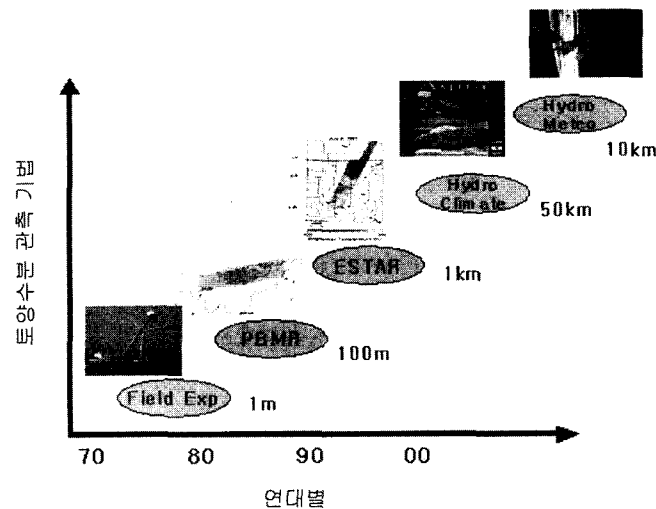 Hydro
Meteo
10km
Hydro
Climate
50km
ESTAR
1km
PBMR
100m
Field Exp
1m
토양수분 관측 기법
70 80 90 00
연대별